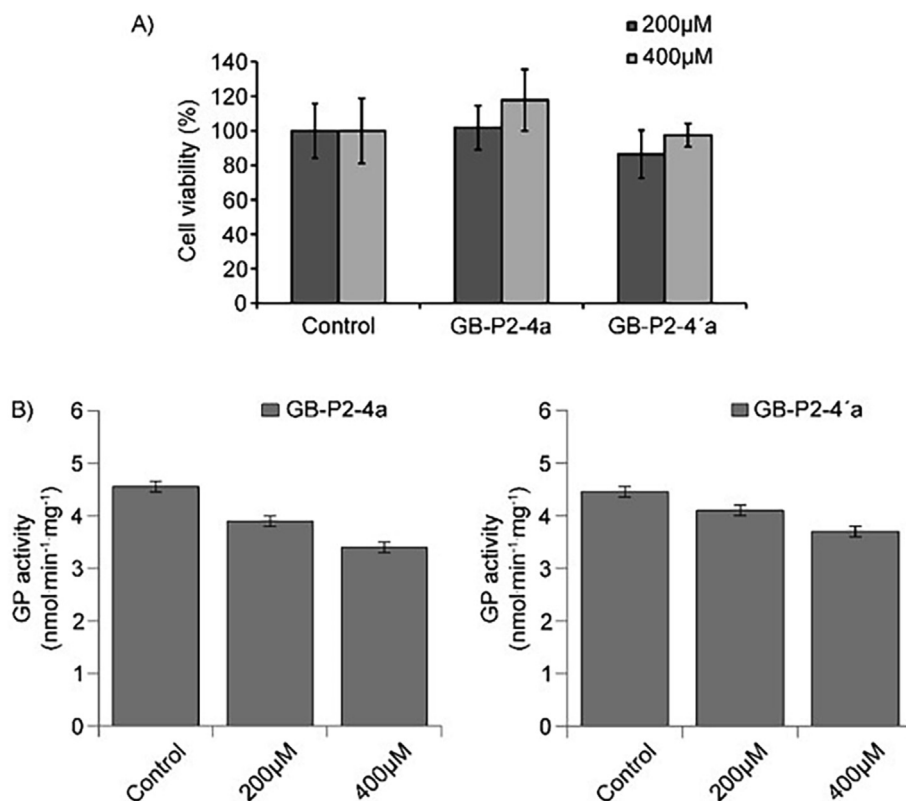 A)
200µM
400µM
Cell viability (%)
140
120
100
80
60
40
20
0
Control GB-P2-4a GB-P2-4´a
B)
GB-P2-4a
GP activity
(nmol·min⁻¹·mg⁻¹)
6
5
4
3
2
1
0
Control 200µM 400µM
GB-P2-4´a
GP activity
(nmol·min⁻¹·mg⁻¹)
6
5
4
3
2
1
0
Control 200µM 400µM